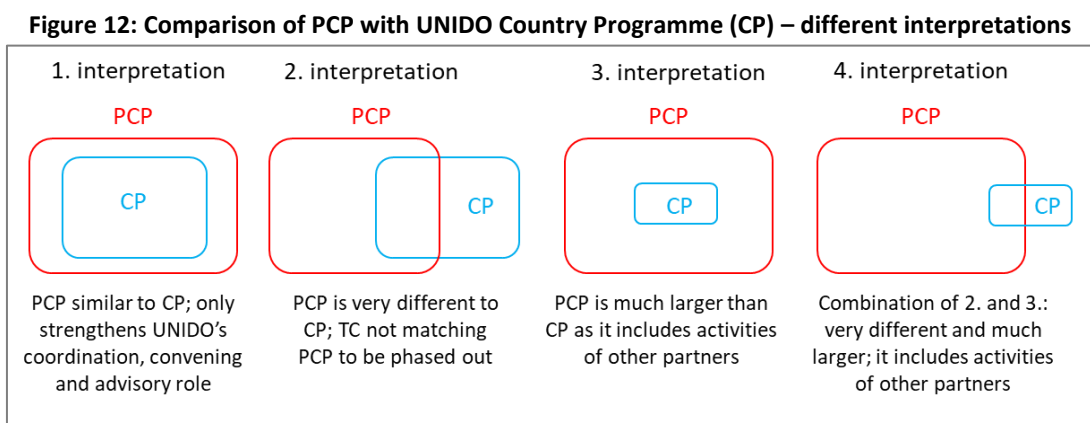 Figure 12: Comparison of PCP with UNIDO Country Programme (CP) – different interpretations
1. interpretation
PCP
CP
PCP similar to CP; only
strengthens UNIDO's
coordination, convening
and advisory role
2. interpretation
PCP
CP
PCP is very different to
CP; TC not matching
PCP to be phased out
3. interpretation
PCP
CP
PCP is much larger than
CP as it includes activities
of other partners
4. interpretation
PCP
CP
Combination of 2. and 3.:
very different and much
larger; it includes activities
of other partners